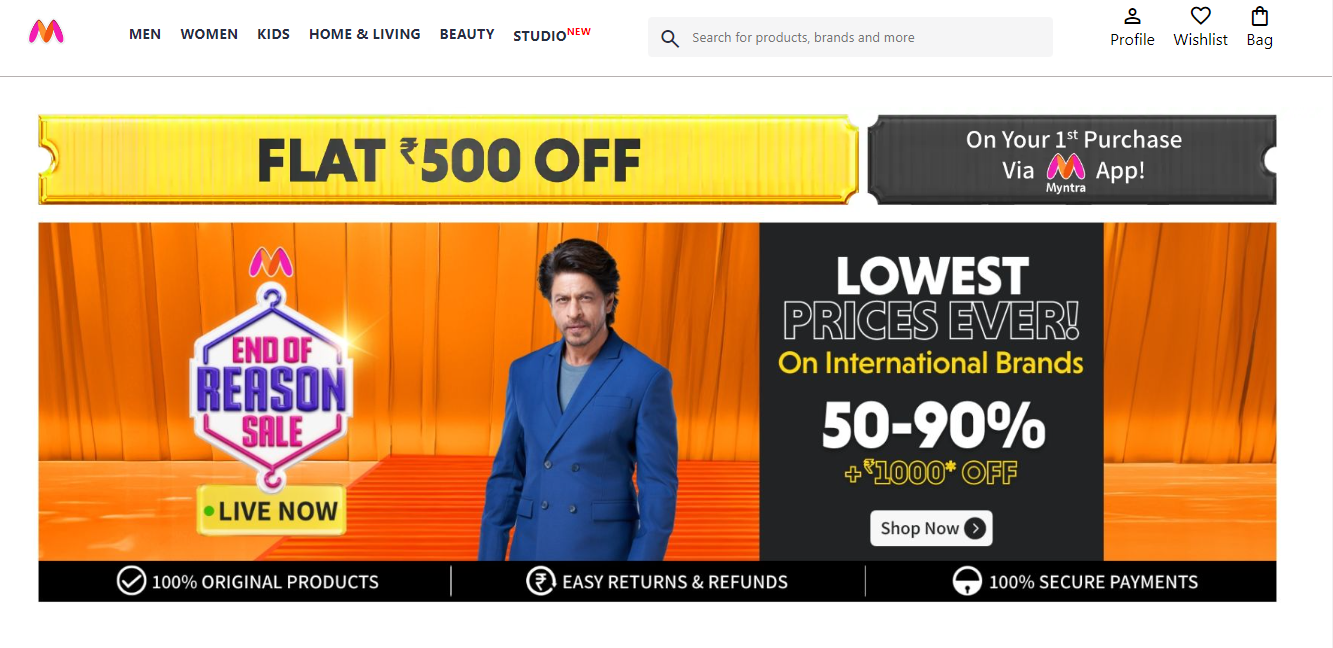 MEN WOMEN KIDS HOME & LIVING BEAUTY STUDIO NEW
Search for products, brands and more
Profile Wishlist Bag
FLAT ₹500 OFF
On Your 1st Purchase
Via Myntra App!
END OF
REASON
SALE
LIVE NOW
LOWEST
PRICES EVER!
On International Brands
50-90%
+₹1000* OFF
Shop Now
100% ORIGINAL PRODUCTS
EASY RETURNS & REFUNDS
100% SECURE PAYMENTS